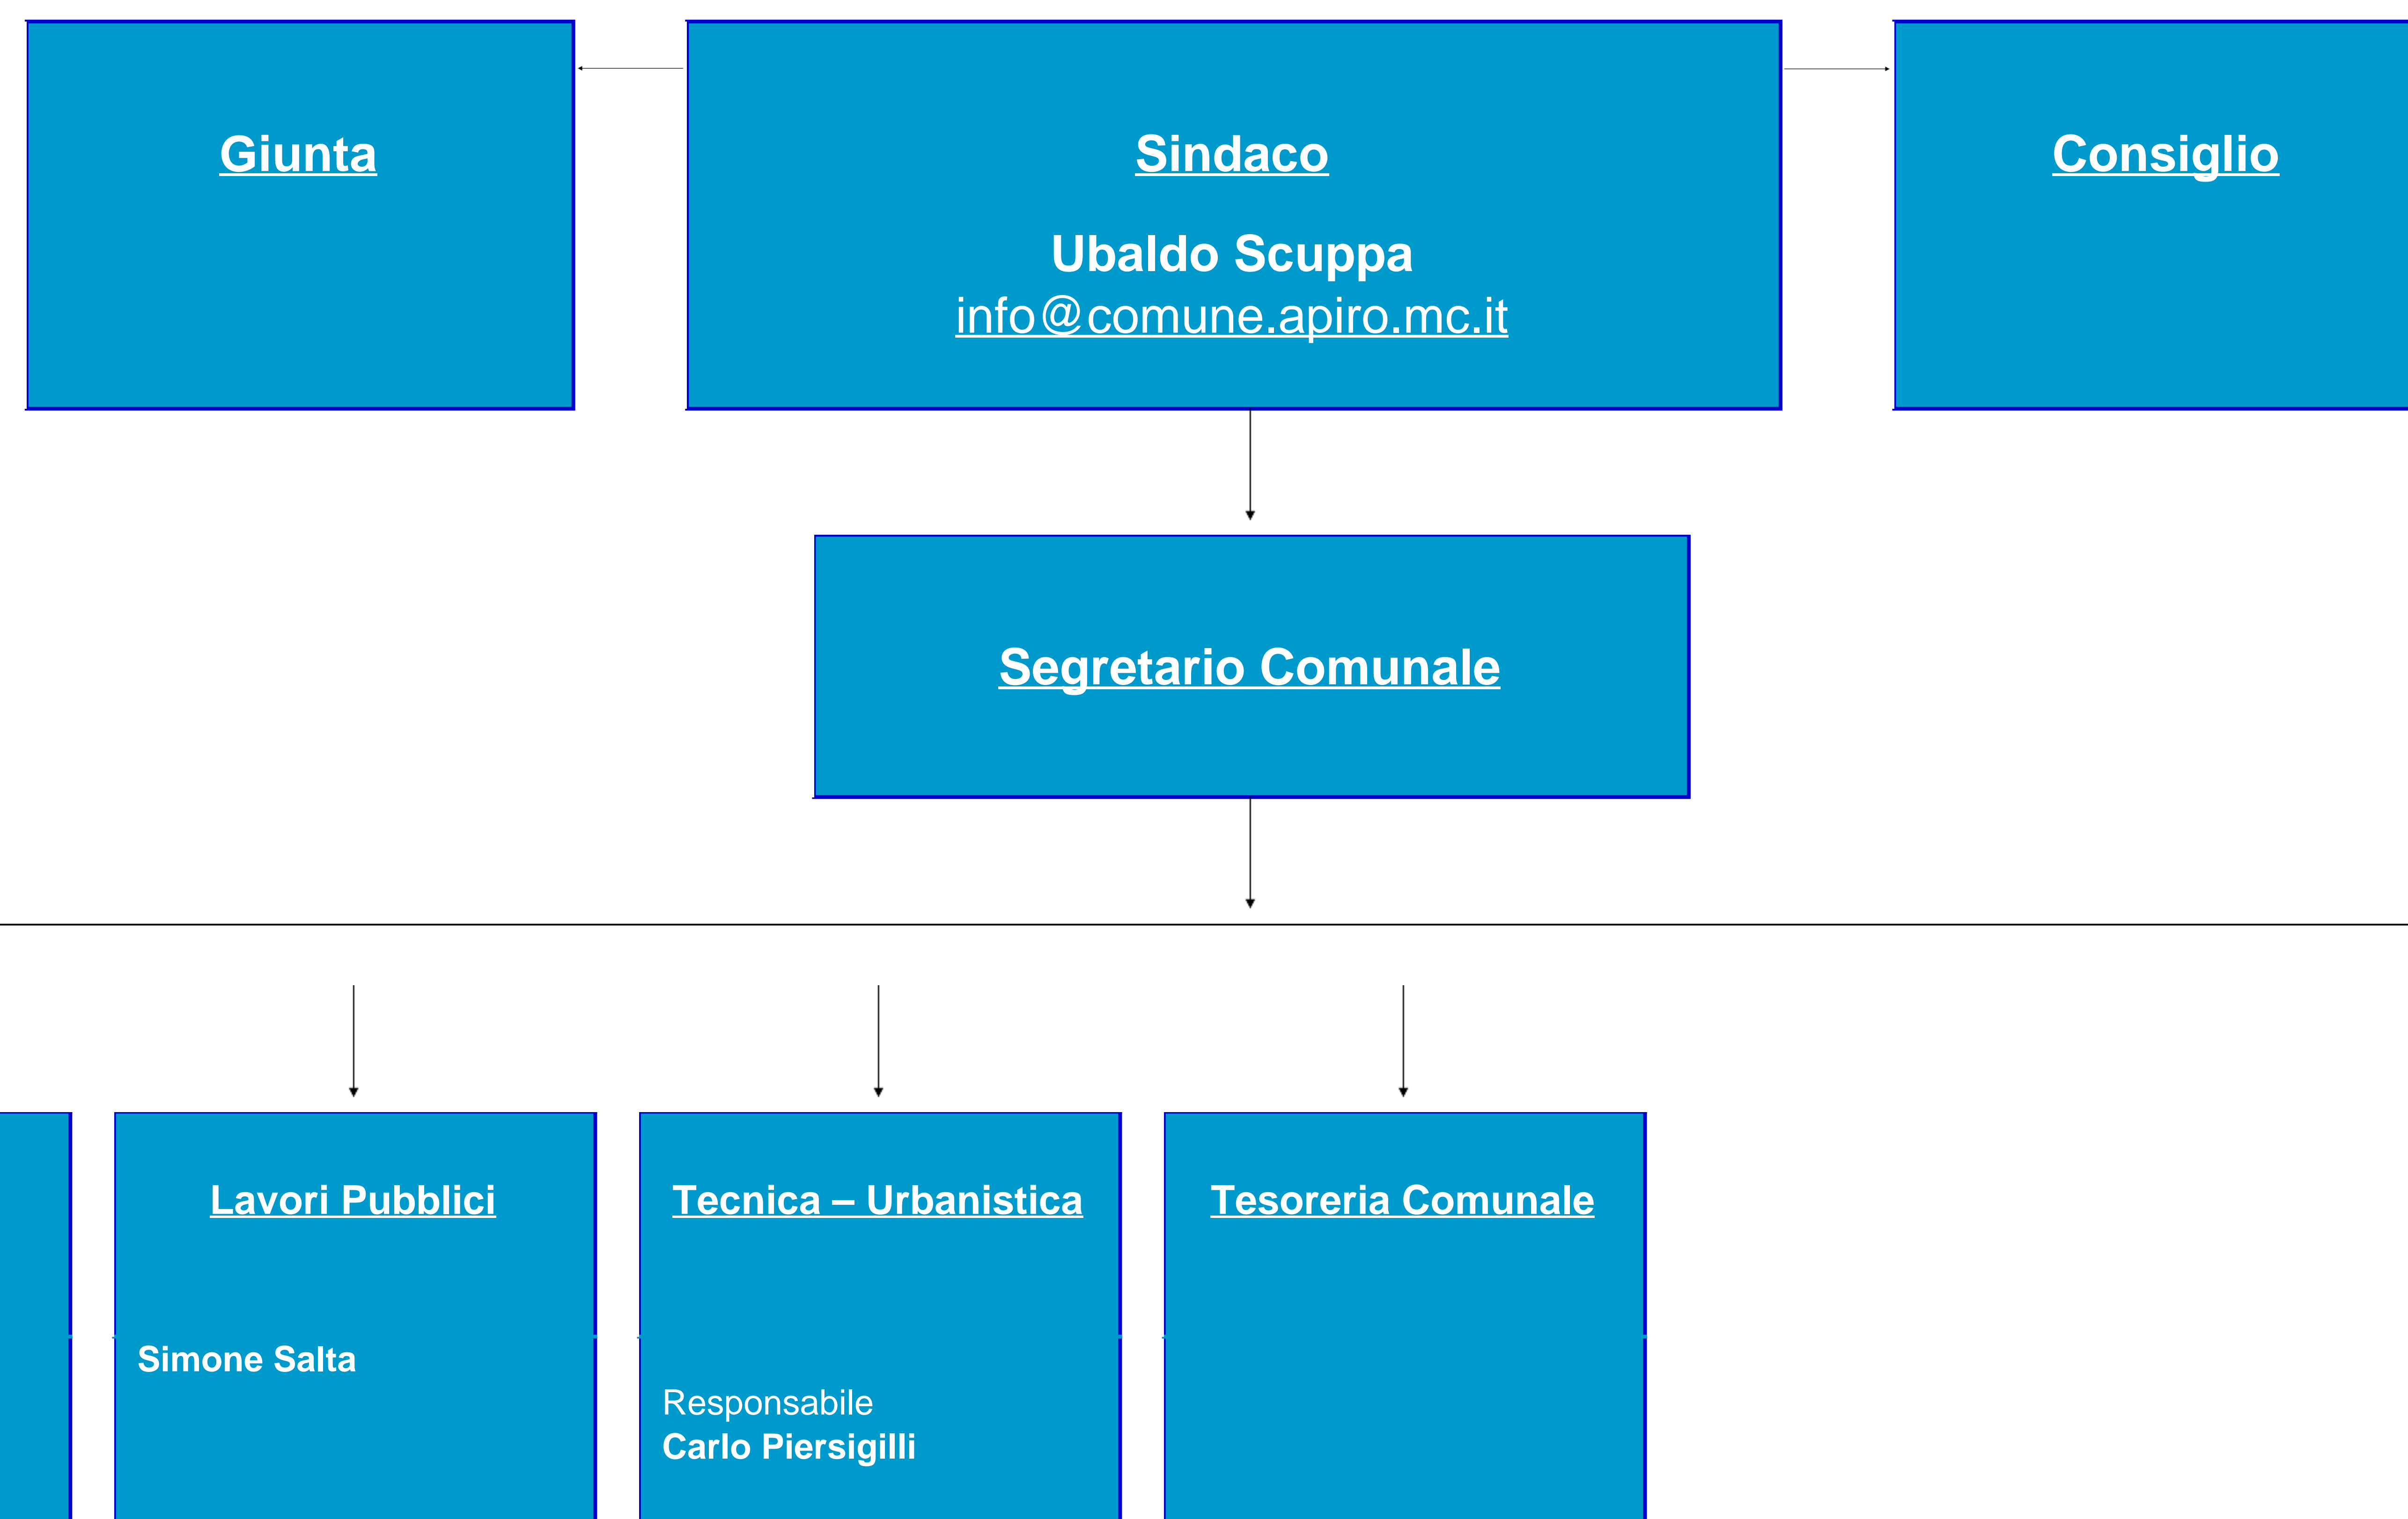 Giunta
Sindaco
Ubaldo Scuppa
info@comune.apiro.mc.it
Consiglio
Segretario Comunale
Lavori Pubblici
Simone Salta
Tecnica – Urbanistica
Responsabile
Carlo Piersigilli
Tesoreria Comunale